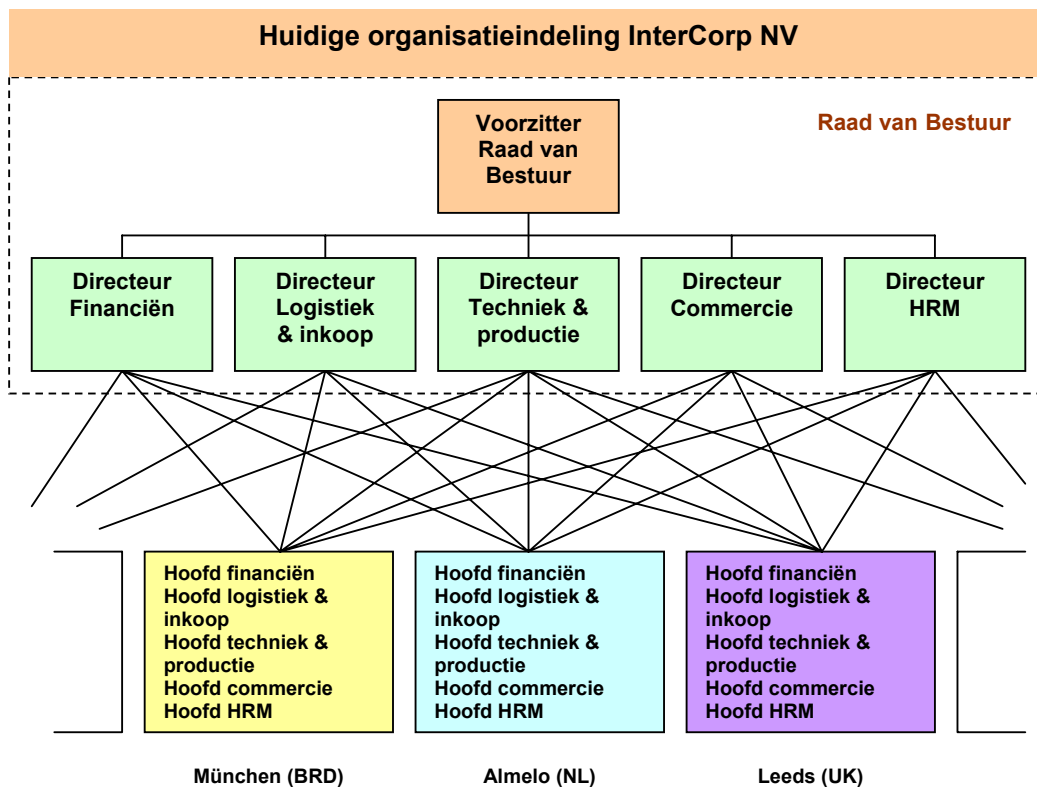 Huidige organisatieindeling InterCorp NV
Raad van Bestuur
Voorzitter
Raad van
Bestuur
Directeur
Financiën
Directeur
Logistiek
& inkoop
Directeur
Techniek &
productie
Directeur
Commercie
Directeur
HRM
Hoofd financiën
Hoofd logistiek &
inkoop
Hoofd techniek &
productie
Hoofd commercie
Hoofd HRM
Hoofd financiën
Hoofd logistiek &
inkoop
Hoofd techniek &
productie
Hoofd commercie
Hoofd HRM
Hoofd financiën
Hoofd logistiek &
inkoop
Hoofd techniek &
productie
Hoofd commercie
Hoofd HRM
München (BRD)
Almelo (NL)
Leeds (UK)